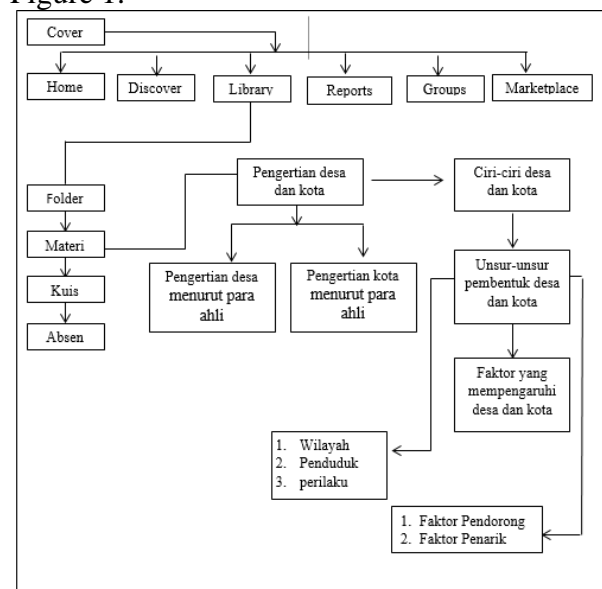 Figure 1.
Cover
Home
Discover
Library
Reports
Groups
Marketplace
Folder
Materi
Kuis
Absen
Pengertian desa
dan kota
Ciri-ciri desa
dan kota
Pengertian desa
menurut para
ahli
Pengertian kota
menurut para
ahli
Unsur-unsur
pembentuk desa
dan kota
Faktor yang
mempengaruhi
desa dan kota
1. Wilayah
2. Penduduk
3. perilaku
1. Faktor Pendorong
2. Faktor Penarik